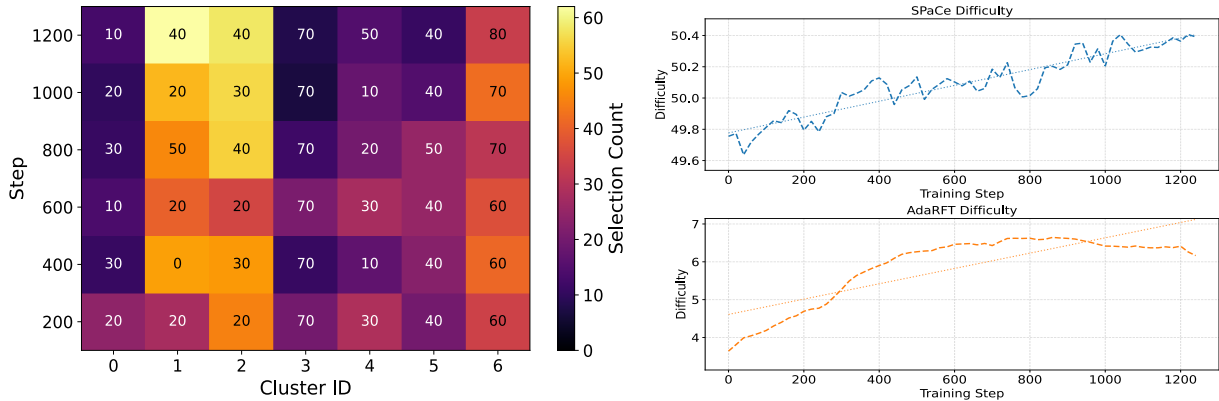 1200 10 40 40 70 50 40 80
1000 20 20 30 70 10 40 70
800 30 50 40 70 20 50 70
600 10 20 20 70 30 40 60
400 30 0 30 70 10 40 60
200 20 20 20 70 30 40 60
0 1 2 3 4 5 6
Cluster ID
Step
60
50
40
30
20
10
0
Selection Count
SPaCe Difficulty
50.4
50.2
50.0
49.8
49.6
Difficulty
0 200 400 600 800 1000 1200
Training Step
AdaRFT Difficulty
7
6
5
4
Difficulty
0 200 400 600 800 1000 1200
Training Step